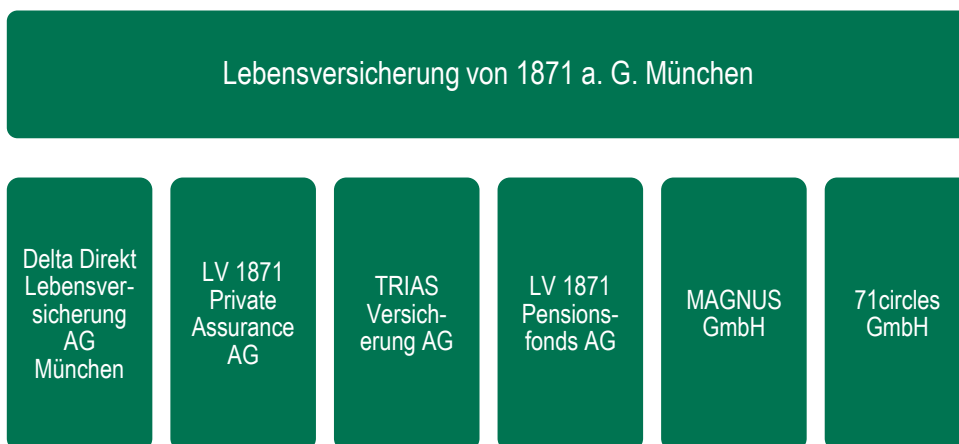 Lebensversicherung von 1871 a. G. München
Delta Direkt
Lebensver-
sicherung
AG
München
LV 1871
Private
Assurance
AG
TRIAS
Versich-
erung AG
LV 1871
Pensions-
fonds AG
MAGNUS
GmbH
71circles
GmbH